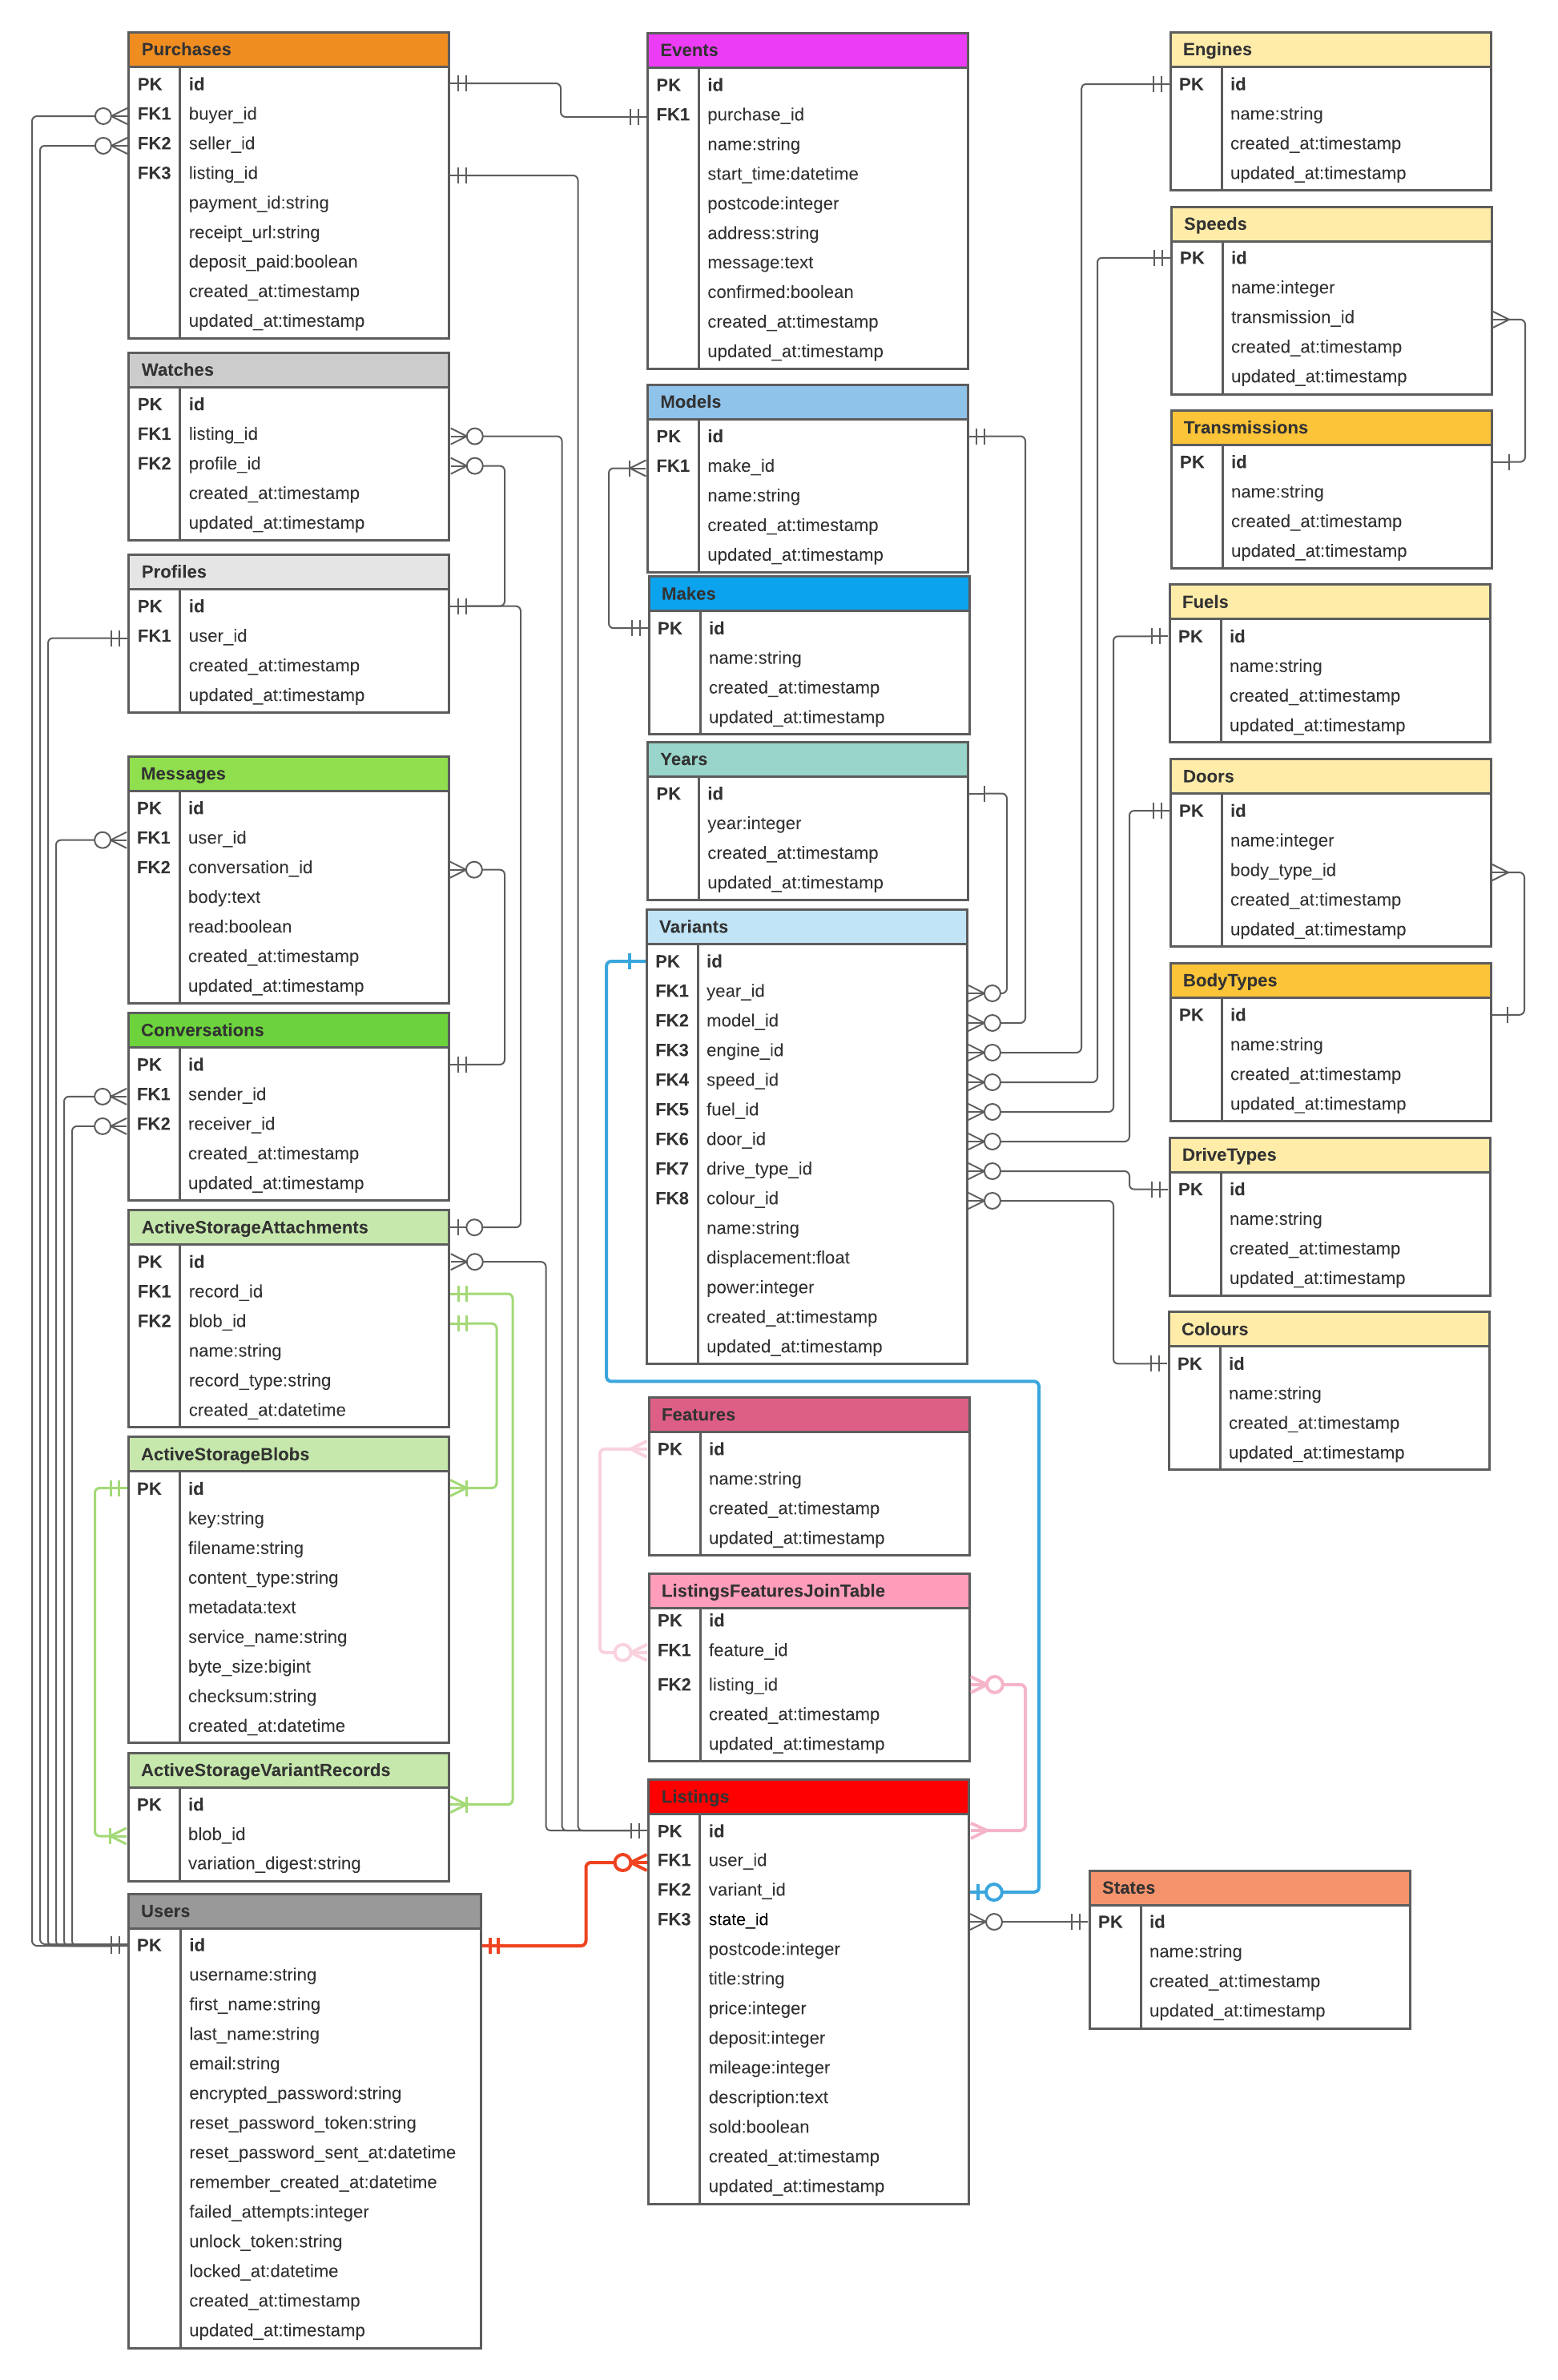 Purchases
PK id
FK1 buyer_id
FK2 seller_id
FK3 listing_id
payment_id:string
receipt_url:string
deposit_paid:boolean
created_at:timestamp
updated_at:timestamp
Watches
PK id
FK1 listing_id
FK2 profile_id
created_at:timestamp
updated_at:timestamp
Profiles
PK id
FK1 user_id
created_at:timestamp
updated_at:timestamp
Messages
PK id
FK1 user_id
FK2 conversation_id
body:text
read:boolean
created_at:timestamp
updated_at:timestamp
Conversations
PK id
FK1 sender_id
FK2 receiver_id
created_at:timestamp
updated_at:timestamp
ActiveStorageAttachments
PK id
FK1 record_id
FK2 blob_id
name:string
record_type:string
created_at:datetime
ActiveStorageBlobs
PK id
key:string
filename:string
content_type:string
metadata:text
service_name:string
byte_size:bigint
checksum:string
created_at:datetime
ActiveStorageVariantRecords
PK id
blob_id
variation_digest:string
Users
PK id
username:string
first_name:string
last_name:string
email:string
encrypted_password:string
reset_password_token:string
reset_password_sent_at:datetime
remember_created_at:datetime
failed_attempts:integer
unlock_token:string
locked_at:datetime
created_at:timestamp
updated_at:timestamp
Events
PK id
FK1 purchase_id
name:string
start_time:datetime
postcode:integer
address:string
message:text
confirmed:boolean
created_at:timestamp
updated_at:timestamp
Models
PK id
FK1 make_id
name:string
created_at:timestamp
updated_at:timestamp
Makes
PK id
name:string
created_at:timestamp
updated_at:timestamp
Years
PK id
year:integer
created_at:timestamp
updated_at:timestamp
Variants
PK id
FK1 year_id
FK2 model_id
FK3 engine_id
FK4 speed_id
FK5 fuel_id
FK6 door_id
FK7 drive_type_id
FK8 colour_id
name:string
displacement:float
power:integer
created_at:timestamp
updated_at:timestamp
Features
PK id
name:string
created_at:timestamp
updated_at:timestamp
ListingsFeaturesJoinTable
PK id
FK1 feature_id
FK2 listing_id
created_at:timestamp
updated_at:timestamp
Listings
PK id
FK1 user_id
FK2 variant_id
FK3 state_id
postcode:integer
title:string
price:integer
deposit:integer
mileage:integer
description:text
sold:boolean
created_at:timestamp
updated_at:timestamp
Engines
PK id
name:string
created_at:timestamp
updated_at:timestamp
Speeds
PK id
name:integer
transmission_id
created_at:timestamp
updated_at:timestamp
Transmissions
PK id
name:string
created_at:timestamp
updated_at:timestamp
Fuels
PK id
name:string
created_at:timestamp
updated_at:timestamp
Doors
PK id
name:integer
body_type_id
created_at:timestamp
updated_at:timestamp
BodyTypes
PK id
name:string
created_at:timestamp
updated_at:timestamp
DriveTypes
PK id
name:string
created_at:timestamp
updated_at:timestamp
Colours
PK id
name:string
created_at:timestamp
updated_at:timestamp
States
PK id
name:string
created_at:timestamp
updated_at:timestamp